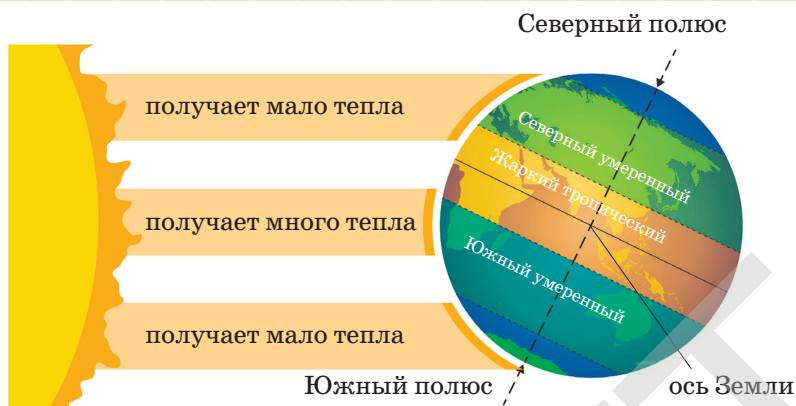 Северный полюс
получает мало тепла
Северный умеренный
Жаркий тропический
получает много тепла
Южный умеренный
получает мало тепла
Южный полюс
ось Земли